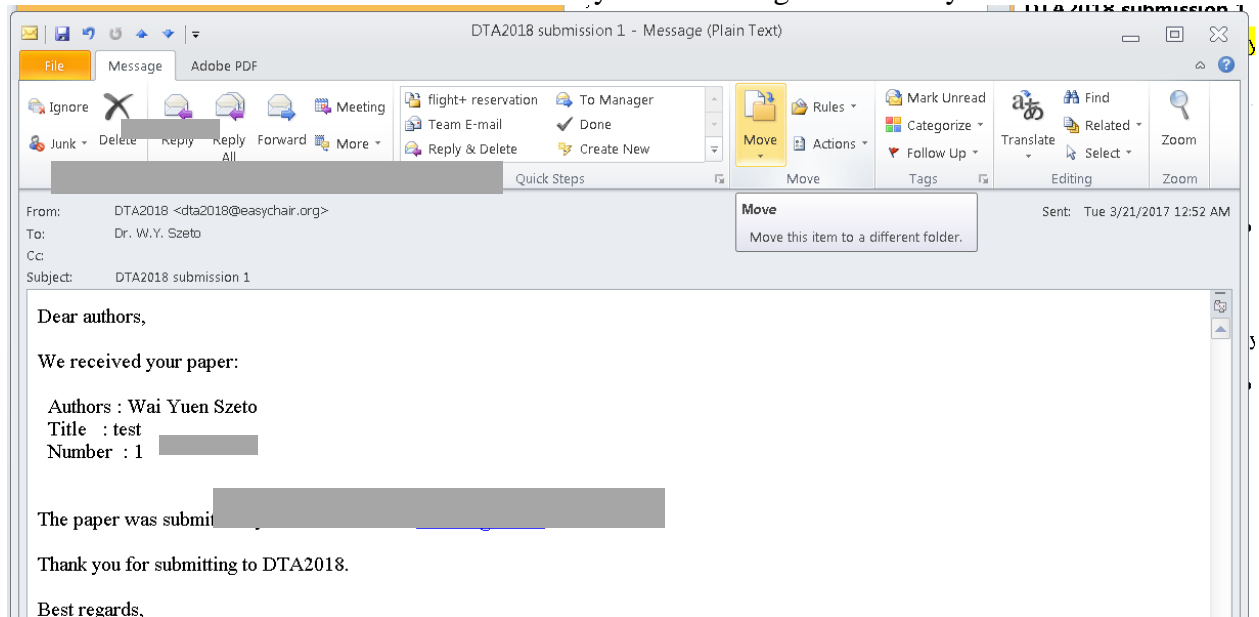 DTA2018 submission 1
DTA2018 submission 1 - Message (Plain Text)
File Message Adobe PDF
Ignore Delete Reply Reply All Forward Meeting
Junk More
flight+ reservation To Manager
Team E-mail Done
Reply & Delete Create New
Move Rules
Actions
Mark Unread
Categorize
Follow Up
Translate Find
Related
Select
Zoom
Quick Steps Move Tags Editing Zoom
Move
Move this item to a different folder.
From: DTA2018 <dta2018@easychair.org>
Sent: Tue 3/21/2017 12:52 AM
To: Dr. W.Y. Szeto
Cc:
Subject: DTA2018 submission 1
Dear authors,
We received your paper:
Authors : Wai Yuen Szeto
Title : test
Number : 1
The paper was
Thank you for submitting to DTA2018.
Best regards,